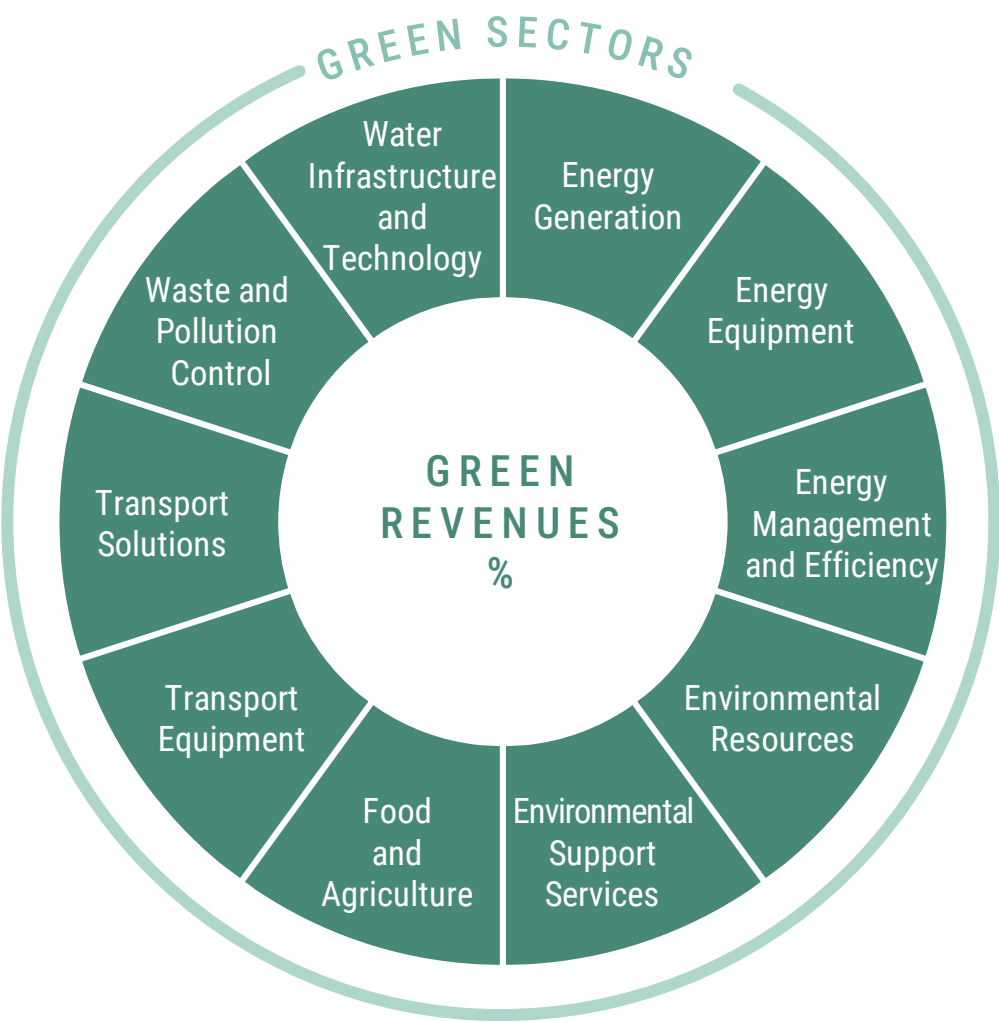 GREEN SECTORS
Energy
Generation
Energy
Equipment
Energy
Management
and Efficiency
Environmental
Resources
Environmental
Support
Services
Food
and
Agriculture
Transport
Equipment
Transport
Solutions
Waste and
Pollution
Control
Water
Infrastructure
and
Technology
GREEN
REVENUES
%